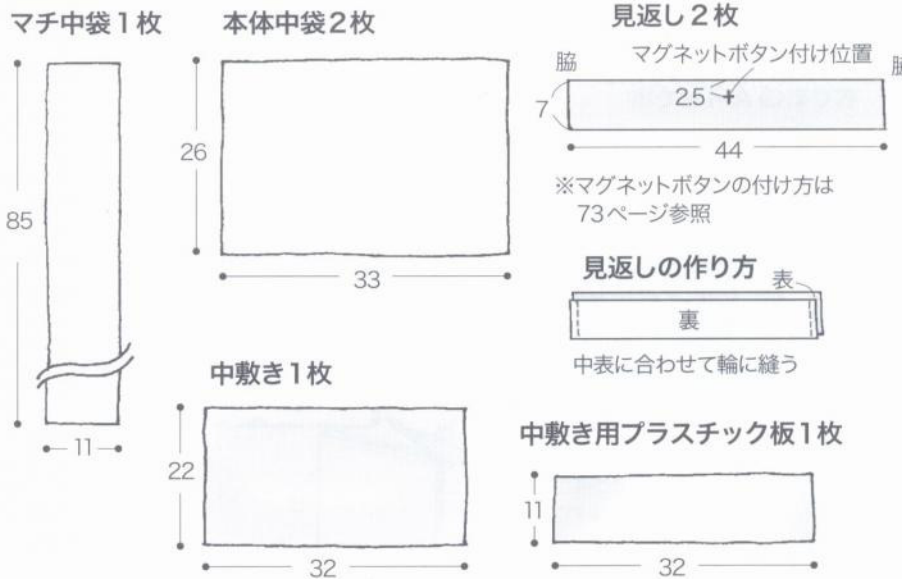 マチ中袋1枚
85
11
本体中袋2枚
26
33
見返し2枚
マグネットボタン付け位置
脇
7
2.5
44
※マグネットボタンの付け方は
73ページ参照
見返しの作り方
表
裏
中表に合わせて輪に縫う
中敷き1枚
22
32
中敷き用プラスチック板1枚
11
32